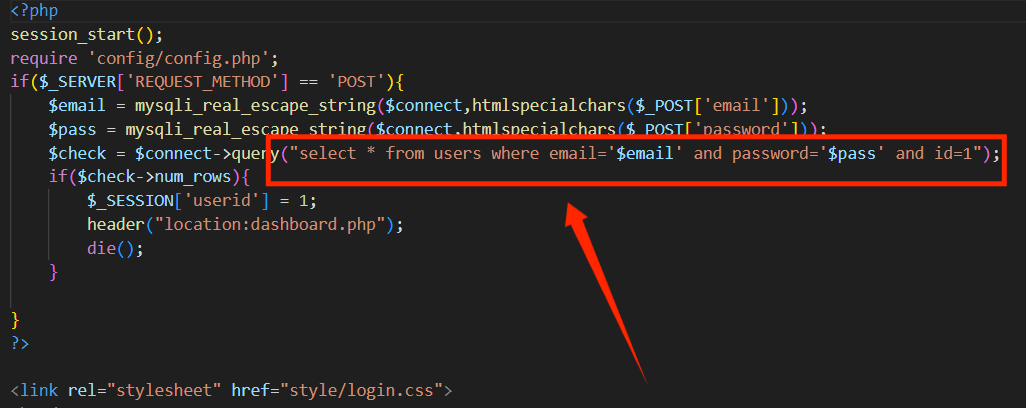 <?php
session_start();
require 'config/config.php';
if($_SERVER['REQUEST_METHOD'] == 'POST'){
    $email = mysqli_real_escape_string($connect,htmlspecialchars($_POST['email']));
    $pass = mysqli_real_escape_string($connect,htmlspecialchars($_POST['password']));
    $check = $connect->query("select * from users where email='$email' and password='$pass' and id=1");
    if($check->num_rows){
        $_SESSION['userid'] = 1;
        header("location:dashboard.php");
        die();
    }
}
?>
<link rel="stylesheet" href="style/login.css">